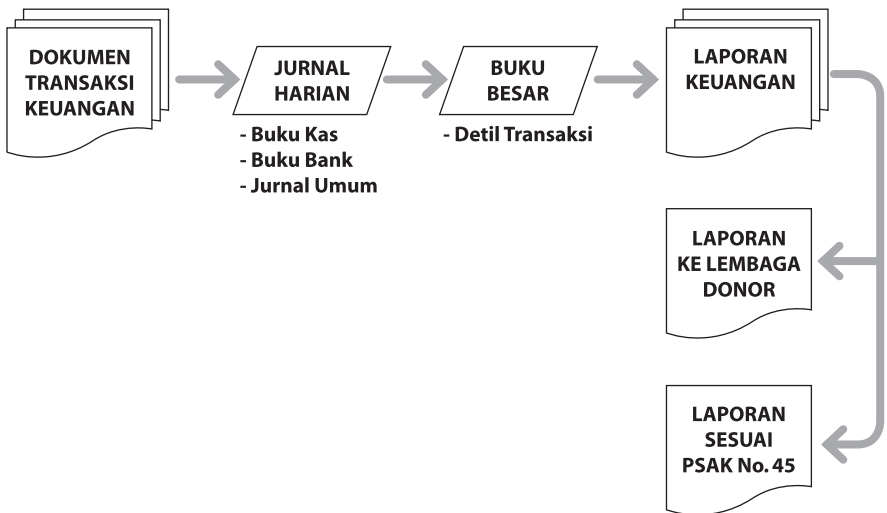 DOKUMEN
TRANSAKSI
KEUANGAN
JURNAL
HARIAN
- Buku Kas
- Buku Bank
- Jurnal Umum
BUKU
BESAR
- Detil Transaksi
LAPORAN
KEUANGAN
LAPORAN
KE LEMBAGA
DONOR
LAPORAN
SESUAI
PSAK No. 45